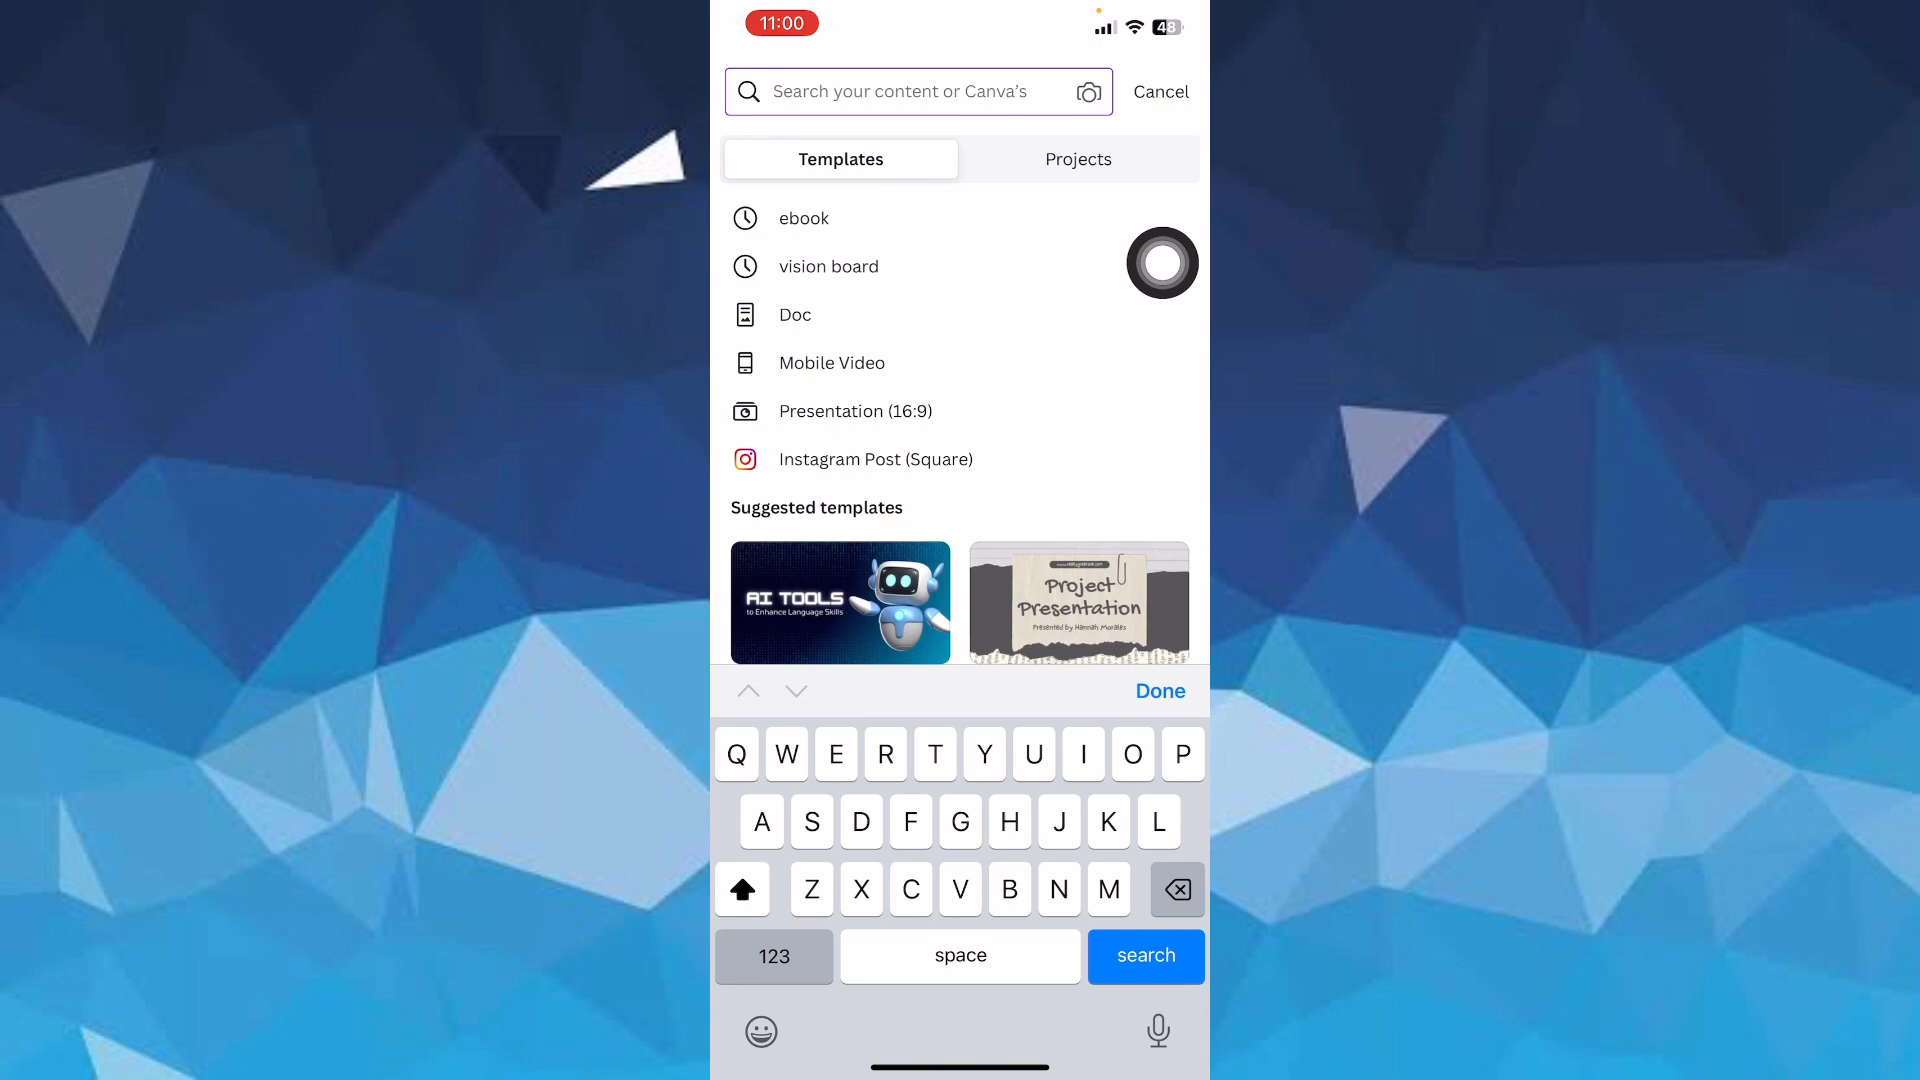 11:00
48
Search your content or Canva's
Cancel
Templates
Projects
ebook
vision board
Doc
Mobile Video
Presentation (16:9)
Instagram Post (Square)
Suggested templates
AI TOOLS
to Enhance Language Skills
Project
Presentation
Presented by Hannah Morales
Done
Q W E R T Y U I O P
A S D F G H J K L
Z X C V B N M
123
space
search